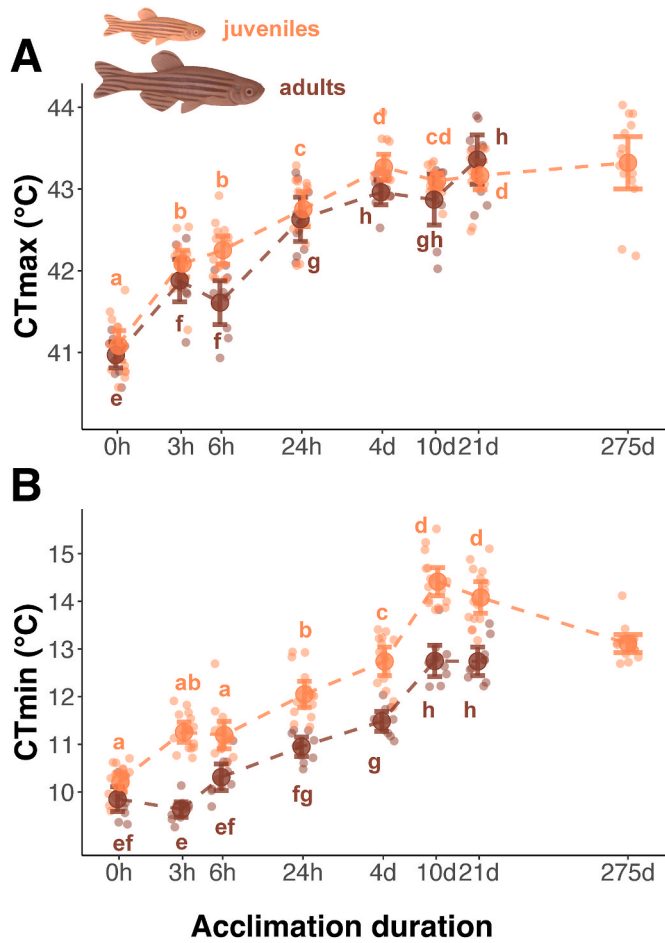 juveniles
A
adults
CTmax (°C)
44
43
42
41
a
b
b
c
d
cd
h
d
e
f
f
g
h
gh
0h 3h 6h 24h 4d 10d 21d 275d
B
CTmin (°C)
15
14
13
12
11
10
a
ab
a
b
c
d
d
ef
e
ef
fg
g
h
h
0h 3h 6h 24h 4d 10d 21d 275d
Acclimation duration